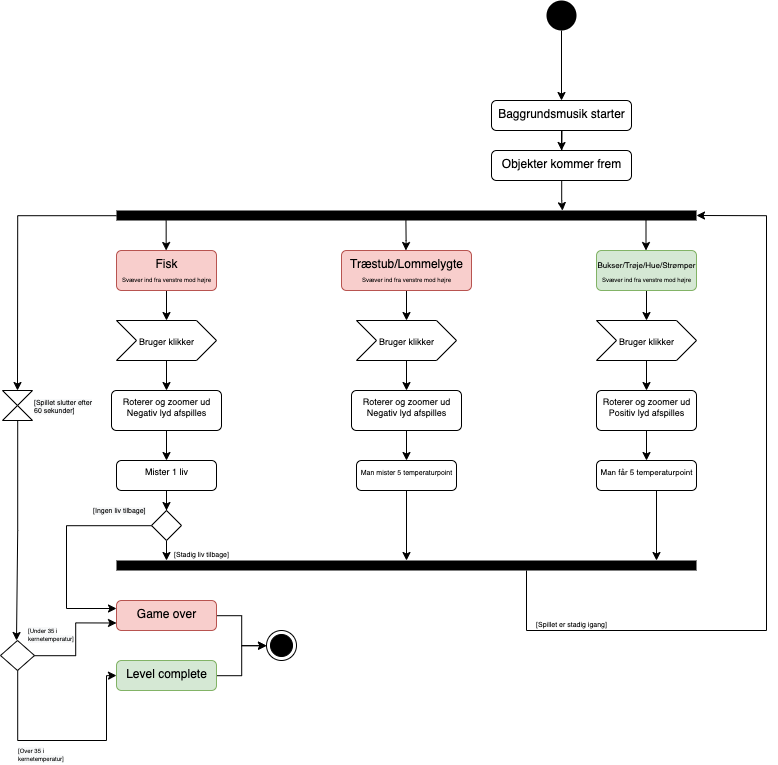 Baggrundsmusik starter
Objekter kommer frem
Fisk
Svæver ind fra venstre mod højre
Træstub/Lommelygte
Svæver ind fra venstre mod højre
Bukser/Trøje/Hue/Strømper
Svæver ind fra venstre mod højre
Bruger klikker
Bruger klikker
Bruger klikker
[Spillet slutter efter
60 sekunder]
Roterer og zoomer ud
Negativ lyd afspilles
Roterer og zoomer ud
Negativ lyd afspilles
Roterer og zoomer ud
Positiv lyd afspilles
Mister 1 liv
Man mister 5 temperaturpoint
Man får 5 temperaturpoint
[Ingen liv tilbage]
[Stadig liv tilbage]
Game over
[Under 35 i
kernetemperatur]
[Spillet er stadig igang]
Level complete
[Over 35 i
kernetemperatur]